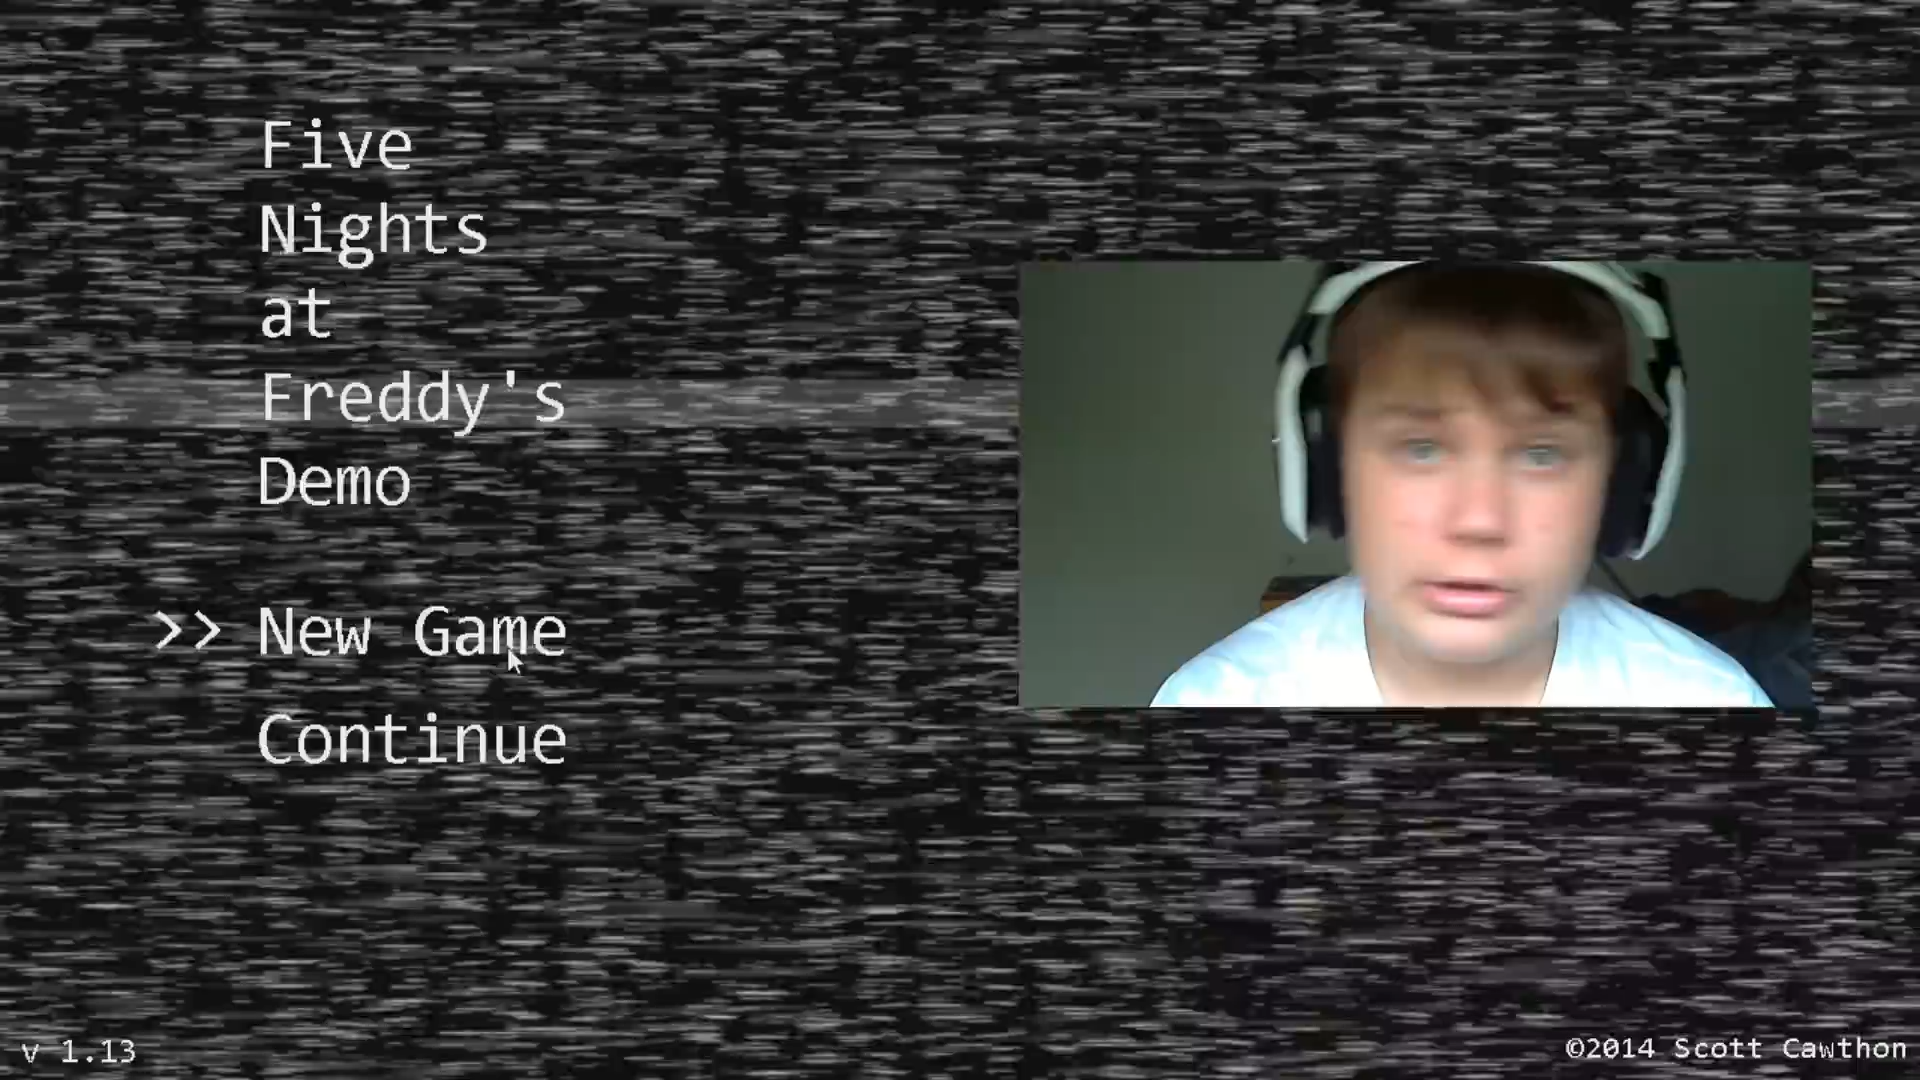 Five
Nights
at
Freddy's
Demo
>> New Game
Continue
v 1.13
©2014 Scott Cawthon